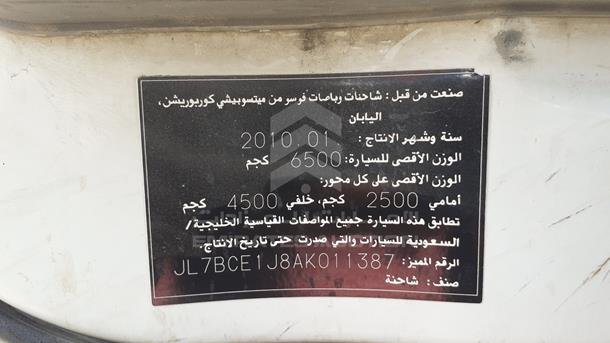 صنعت من قبل: شاحنات وباصات فوسو من ميتسوبيشي كوربوريشن،
اليابان
سنة وشهر الانتاج: 2010 01
الوزن الأقصى للسيارة: 6500 كجم
الوزن الأقصى على كل محور:
أمامي 2500 كجم، خلفي 4500 كجم
تطابق هذه السيارة جميع المواصفات القياسية الخليجية/
السعودية للسيارات والتي صدرت حتى تاريخ الانتاج.
الرقم المميز: JL7BCE1J8AK011387
صنف: شاحنة